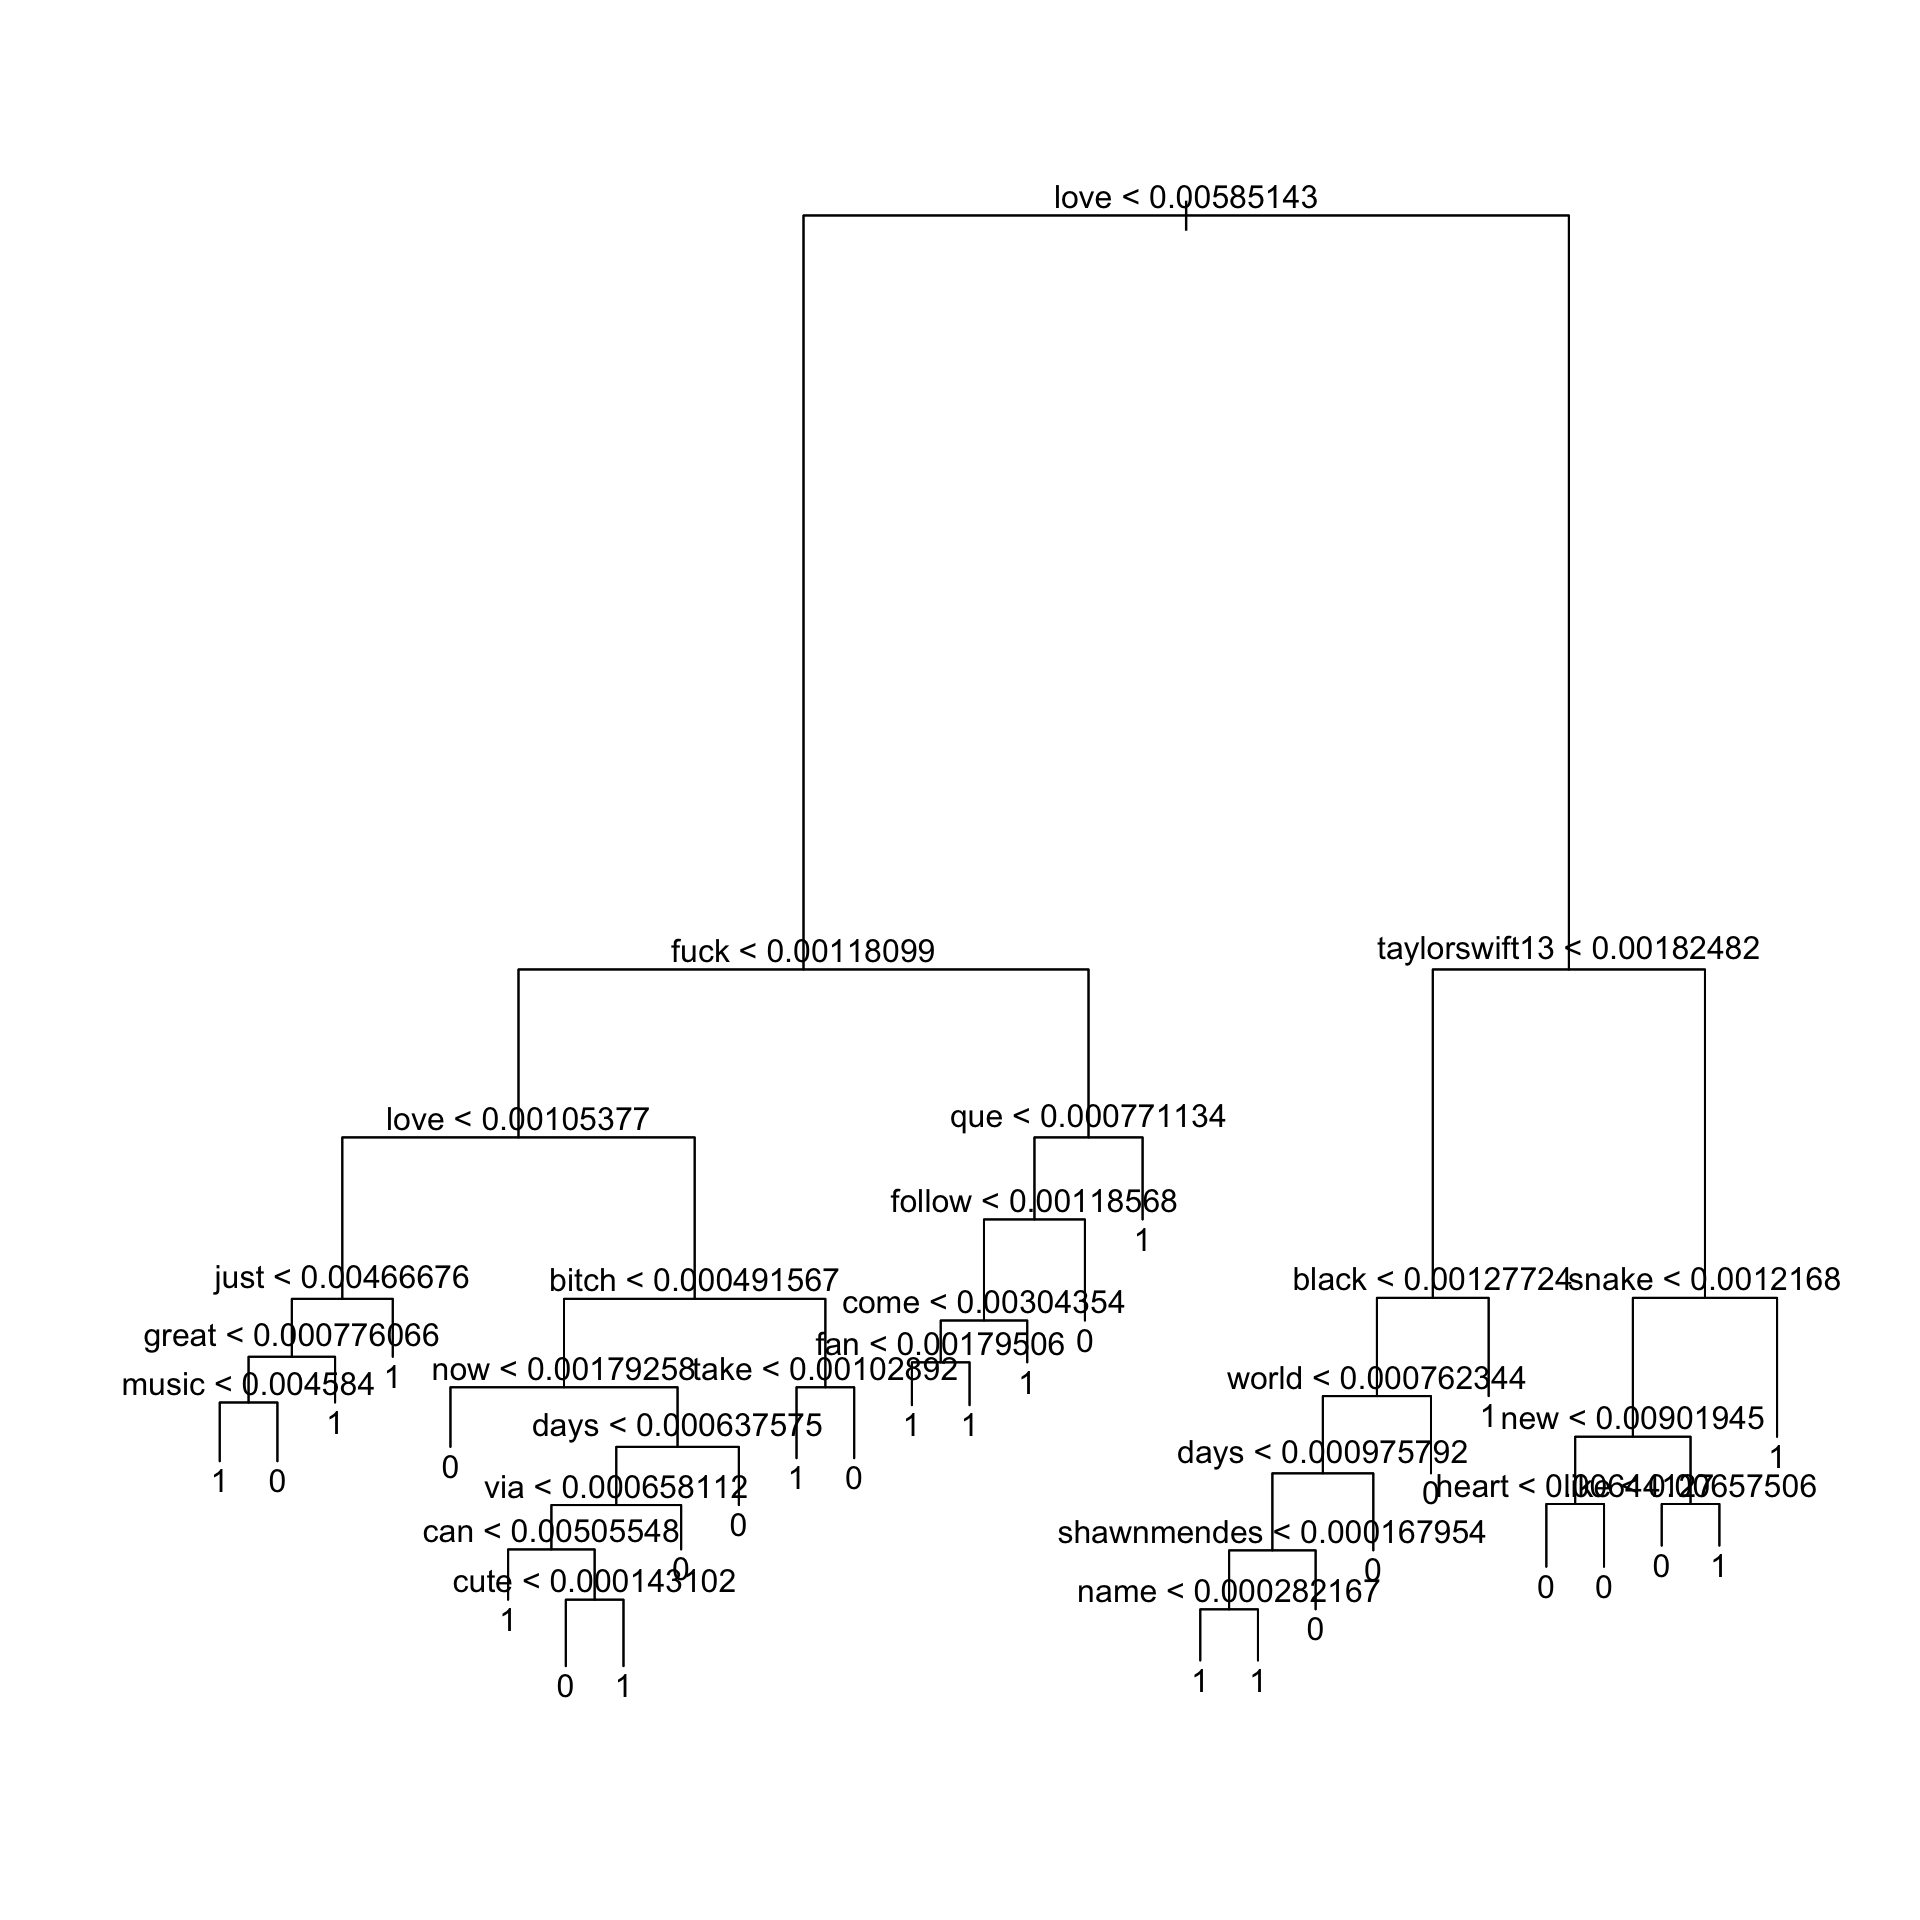 love < 0.00585143
fuck < 0.00118099
taylorswift13 < 0.00182482
love < 0.00105377
que < 0.000771134
follow < 0.00118568
1
just < 0.00466676
bitch < 0.000491567
black < 0.00127724
snake < 0.0012168
come < 0.00304354
great < 0.000776066
fan < 0.00179506
0
now < 0.00179258
take < 0.00102892
1
1
world < 0.000762344
music < 0.004584
1
1
1
1
days < 0.000637575
1
new < 0.00901945
days < 0.000975792
1
0
1
0
1
0
via < 0.000658112
0
heart <
like <
0
can < 0.00505548
shawnmendes < 0.000167954
0
0
0
1
cute < 0.000143102
name < 0.000282167
0
0
1
0
0
1
1
1